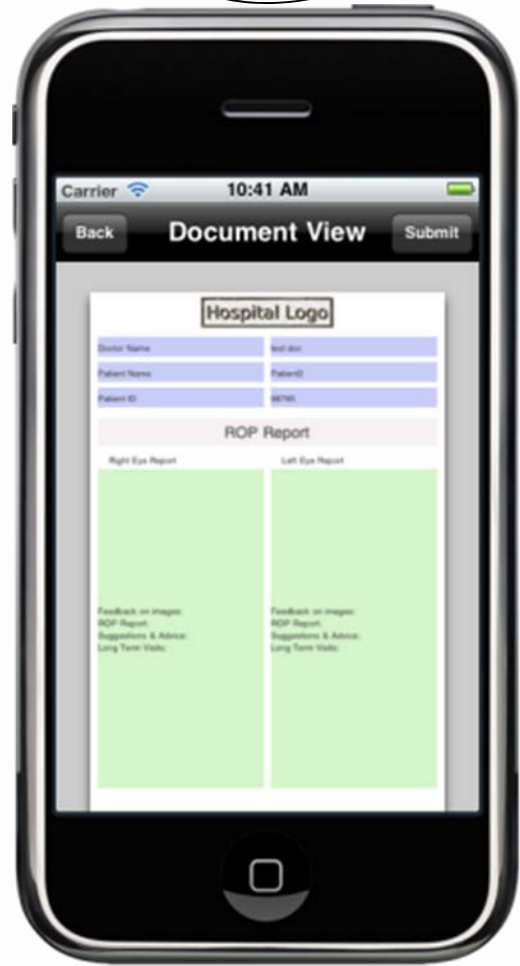 Carrier 10:41 AM
Back Document View Submit
Hospital Logo
Doctor Name test doc
Patient Name Patient2
Patient ID
ROP Report
Right Eye Report Left Eye Report
Feedback on images: Feedback on images:
ROP Report: ROP Report:
Suggestions & Advice: Suggestions & Advice:
Long Term Visits: Long Term Visits: